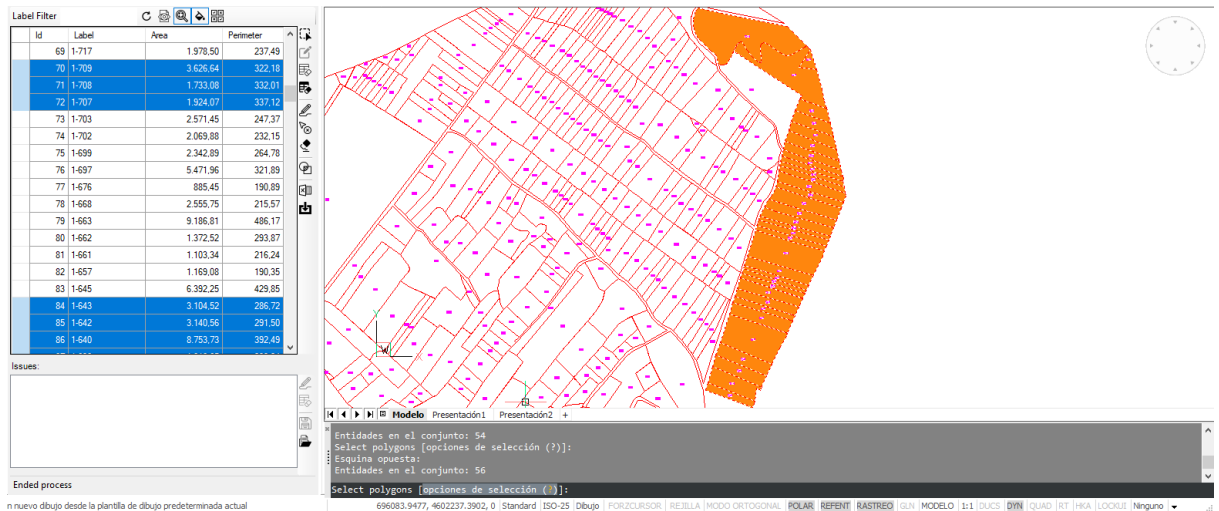 Label Filter
Id Label Area Perimeter
69 1-717 1.978,50 237,49
70 1-709 3.626,64 322,18
71 1-708 1.733,08 332,01
72 1-707 1.924,07 337,12
73 1-703 2.571,45 247,37
74 1-702 2.069,88 232,15
75 1-699 2.342,89 264,78
76 1-697 5.471,96 321,89
77 1-676 885,45 190,89
78 1-668 2.555,75 215,57
79 1-663 9.186,81 486,17
80 1-662 1.372,52 293,87
81 1-661 1.103,34 216,24
82 1-657 1.169,08 190,35
83 1-645 6.392,25 429,85
84 1-643 3.104,52 286,72
85 1-642 3.140,56 291,50
86 1-640 8.753,73 392,49
Issues:
Ended process
Y
W
Modelo Presentación1 Presentación2 +
Entidades en el conjunto: 54
Select polygons [opciones de selección (?)]:
Esquina opuesta:
Entidades en el conjunto: 56
Select polygons [opciones de selección (?)]:
n nuevo dibujo desde la plantilla de dibujo predeterminada actual
696083.9477, 4602237.3902, 0 Standard ISO-25 Dibujo FORZCURSOR REJILLA MODO ORTOGONAL POLAR REFENT RASTREO GLN MODELO 1:1 DUCS DYN QUAD RT HKA LOCKUI Ninguno